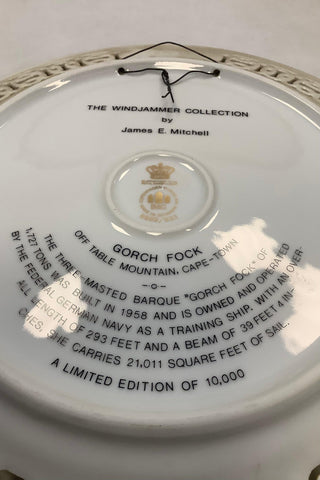 THE WINDJAMMER COLLECTION
by
James E. Mitchell
GORCH FOCK
OFF TABLE MOUNTAIN, CAPE-TOWN
THE THREE-MASTED BARQUE "GORCH FOCK" OF
1,727 TONS WAS BUILT IN 1958 AND IS OWNED AND OPERATED
BY THE FEDERAL GERMAN NAVY AS A TRAINING SHIP. WITH AN OVER-
ALL LENGTH OF 293 FEET AND A BEAM OF 39 FEET 4 IN-
CHES, SHE CARRIES 21,011 SQUARE FEET OF SAIL.
A LIMITED EDITION OF 10,000